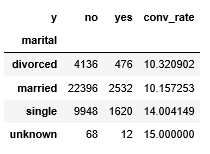 y no yes conv_rate
marital
divorced 4136 476 10.320902
married 22396 2532 10.157253
single 9948 1620 14.004149
unknown 68 12 15.000000